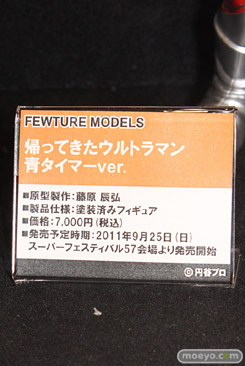 FEWTURE MODELS
帰ってきたウルトラマン
青タイマーver.
■原型製作：藤原 辰弘
■製品仕様：塗装済みフィギュア
■価格：7,000円（税込）
■発売予定時期：2011年9月25日（日）
スーパーフェスティバル57会場より発売開始
©円谷プロ
moeyo.com